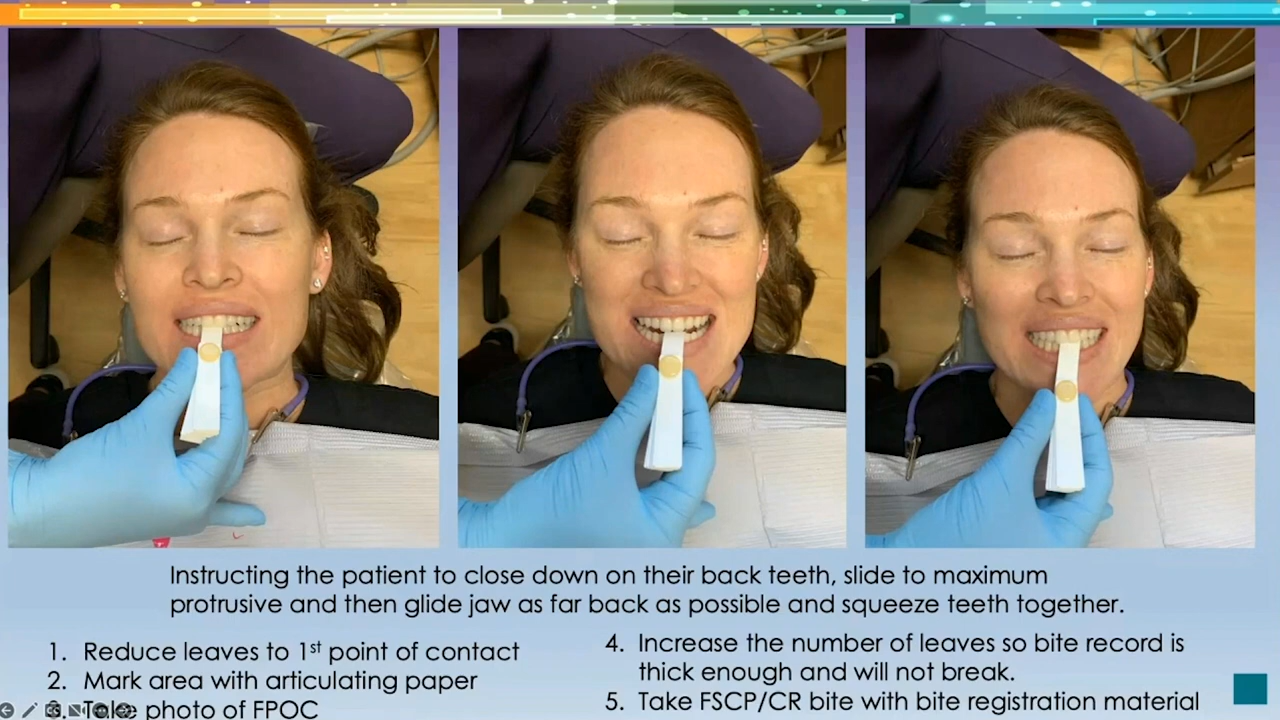 Instructing the patient to close down on their back teeth, slide to maximum
protrusive and then glide jaw as far back as possible and squeeze teeth together.
1. Reduce leaves to 1st point of contact
2. Mark area with articulating paper
3. Take photo of FPOC
4. Increase the number of leaves so bite record is
thick enough and will not break.
5. Take FSCP/CR bite with bite registration material